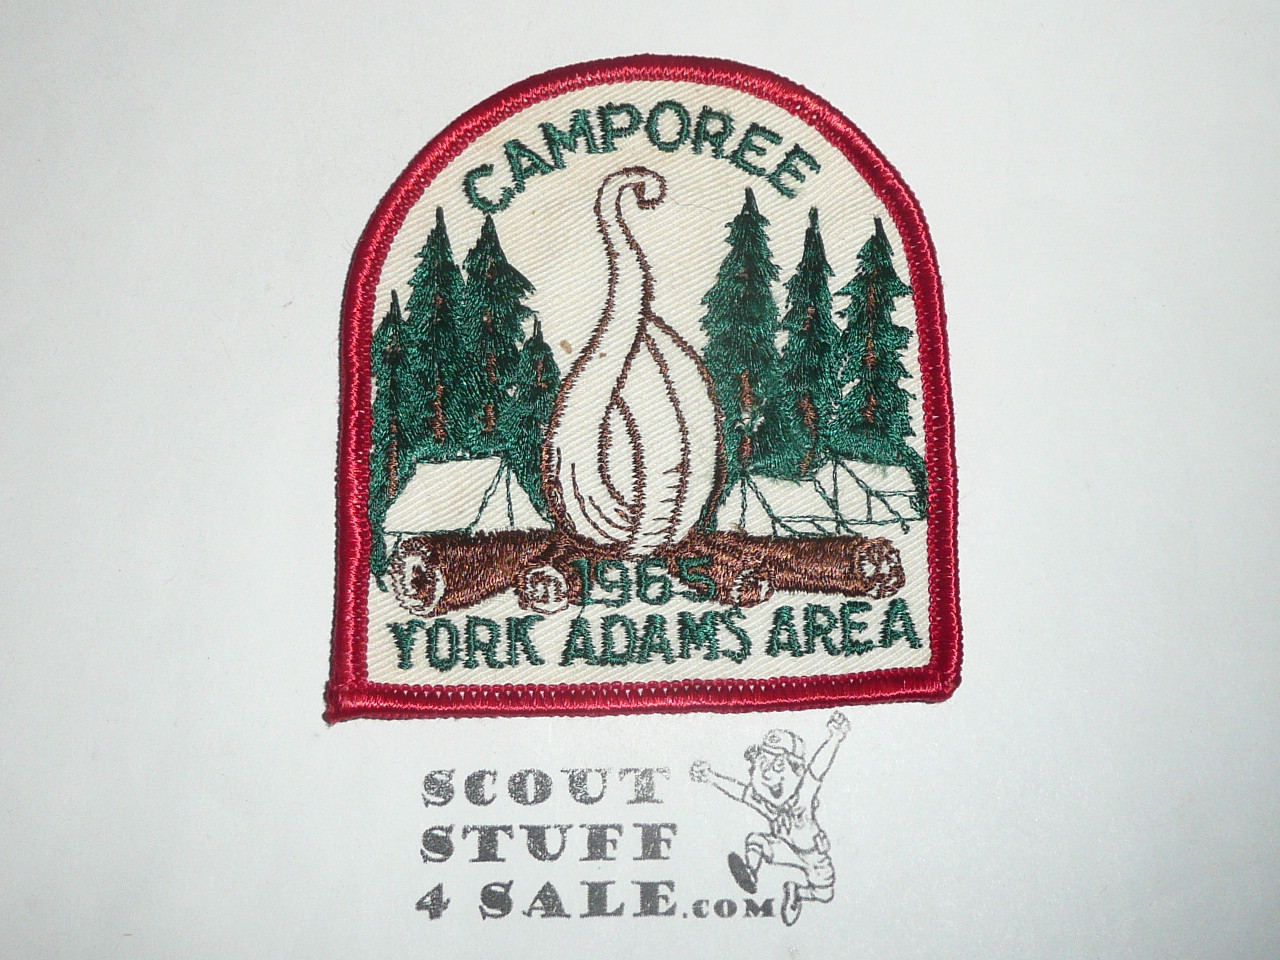 CAMPOREE
1965
YORK ADAMS AREA
SCOUT
STUFF
4 SALE.COM